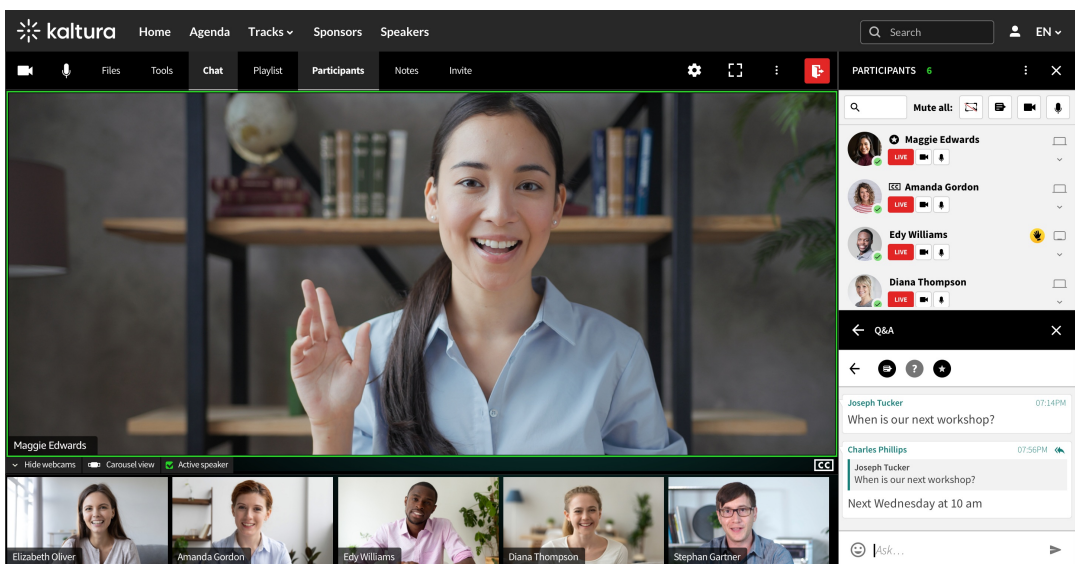 kaltura Home Agenda Tracks Sponsors Speakers Search EN
Files Tools Chat Playlist Participants Notes Invite
PARTICIPANTS 6
Mute all:
Maggie Edwards
LIVE
CC Amanda Gordon
LIVE
Edy Williams
LIVE
Diana Thompson
LIVE
Maggie Edwards
Hide webcams Carousel view Active speaker CC
Elizabeth Oliver
Amanda Gordon
Edy Williams
Diana Thompson
Stephan Gartner
Q&A
?
Joseph Tucker 07:14PM
When is our next workshop?
Charles Phillips 07:56PM
Joseph Tucker
When is our next workshop?
Next Wednesday at 10 am
Ask...